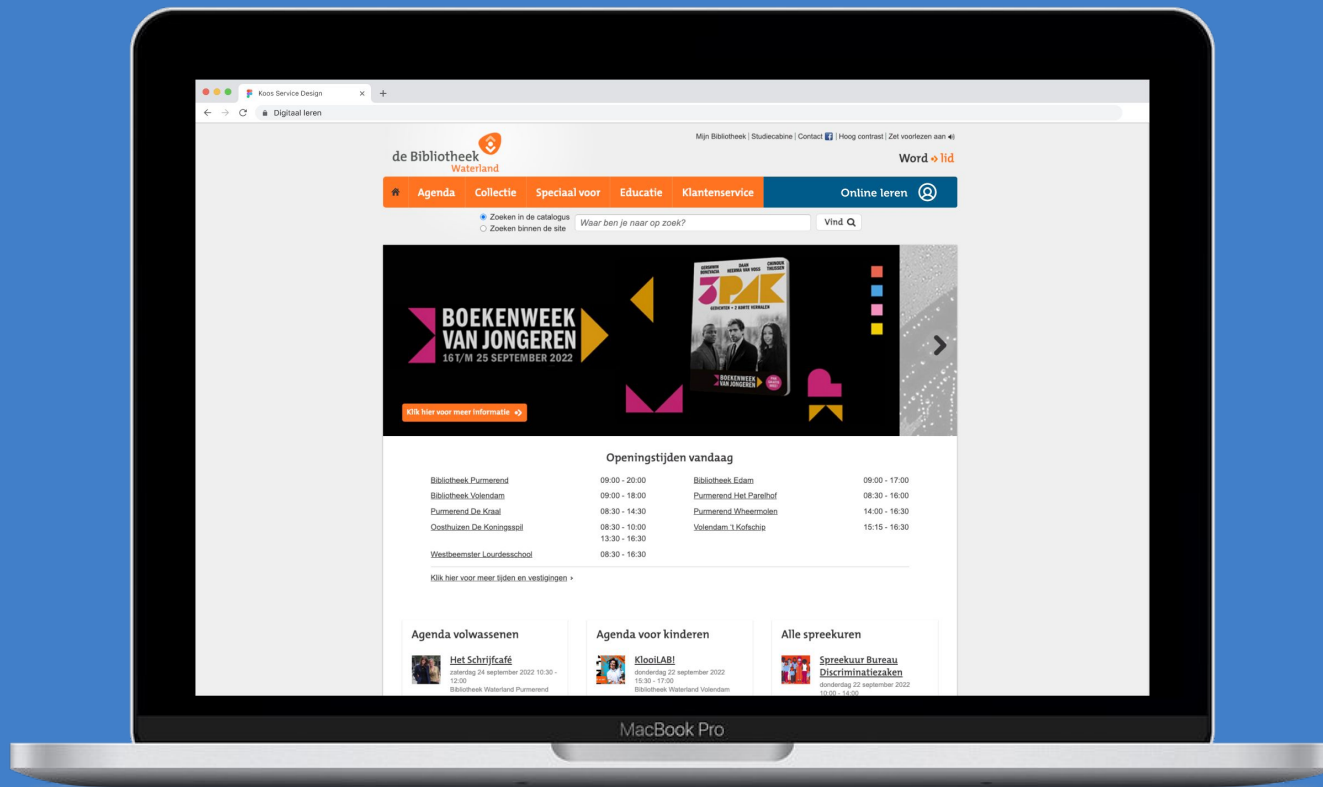 Koos Service Design
Digitaal leren
Mijn Bibliotheek | Studiecabine | Contact | Hoog contrast | Zet voorlezen aan
de Bibliotheek
Waterland
Word lid
Agenda Collectie Speciaal voor Educatie Klantenservice Online leren
Zoeken in de catalogus
Zoeken binnen de site
Waar ben je naar op zoek?
Vind
BOEKENWEEK
VAN JONGEREN
16 T/M 25 SEPTEMBER 2022
3PAK
GEDICHTEN + 2 KORTE VERHALEN
BOEKENWEEK
VAN JONGEREN
Klik hier voor meer informatie
Openingstijden vandaag
Bibliotheek Purmerend 09:00 - 20:00 Bibliotheek Edam 09:00 - 17:00
Bibliotheek Volendam 09:00 - 18:00 Purmerend Het Parelhof 08:30 - 16:00
Purmerend De Kraal 08:30 - 14:30 Purmerend Wheermolen 14:00 - 16:30
Oosthuizen De Koningsspil 08:30 - 10:00 Volendam 't Kofschip 15:15 - 16:30
13:30 - 16:30
Westbeemster Lourdesschool 08:30 - 16:30
Klik hier voor meer tijden en vestigingen
Agenda volwassenen
Het Schrijfcafé
zaterdag 24 september 2022 10:30 -
12:00
Bibliotheek Waterland Purmerend
Agenda voor kinderen
KlooiLAB!
donderdag 22 september 2022
15:30 - 17:00
Bibliotheek Waterland Volendam
Alle spreekuren
Spreekuur Bureau
Discriminatiezaken
donderdag 22 september 2022
10:00 - 14:00
MacBook Pro